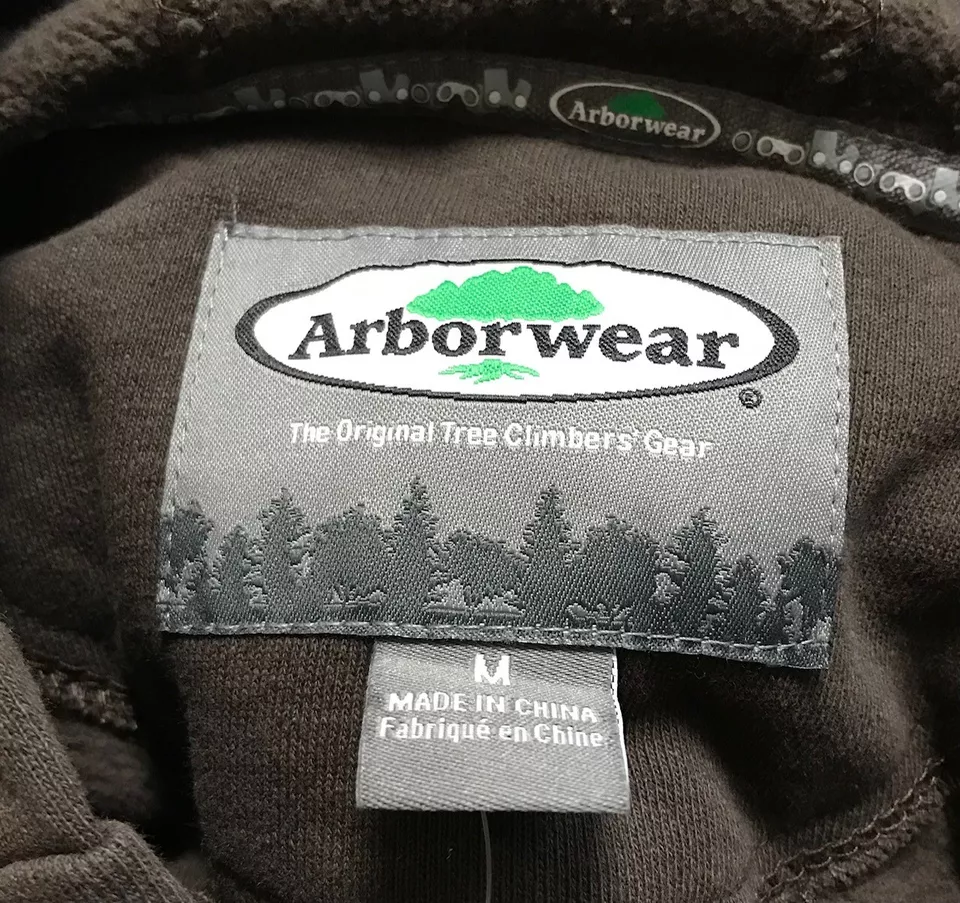 Arborwear
Arborwear
®
The Original Tree Climbers' Gear
M
MADE IN CHINA
Fabriqué en Chine